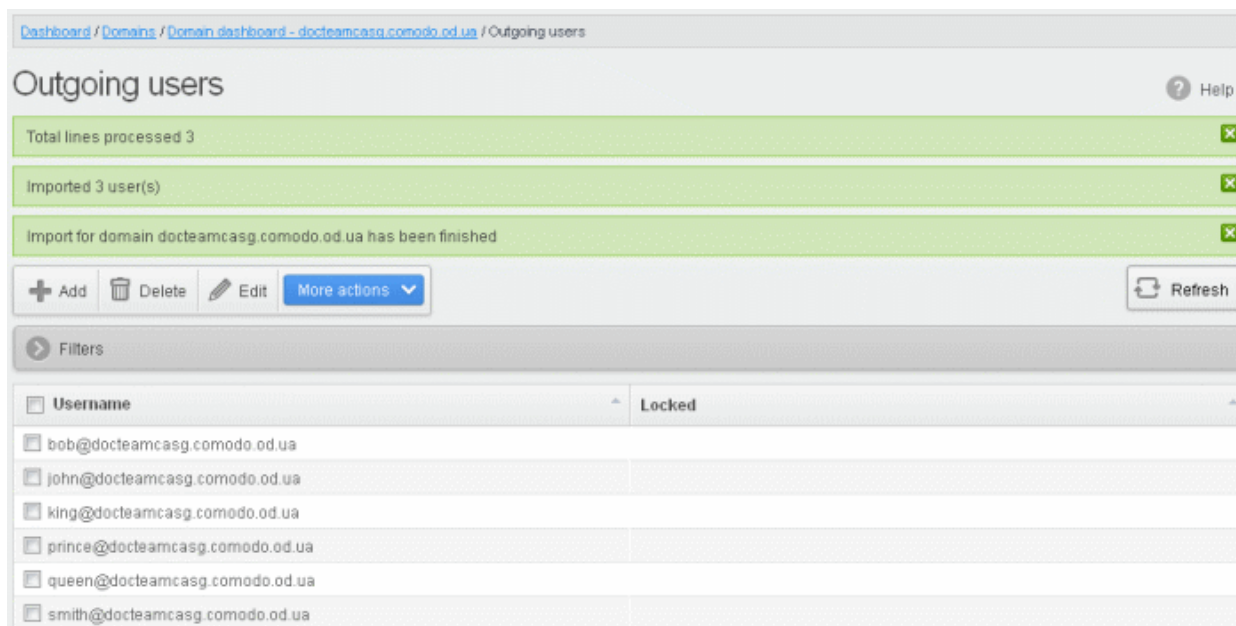 Dashboard / Domains / Domain dashboard - docteamcasg.comodo.od.ua / Outgoing users
Outgoing users
Help
Total lines processed 3
Imported 3 user(s)
Import for domain docteamcasg.comodo.od.ua has been finished
Add Delete Edit More actions Refresh
Filters
Username Locked
bob@docteamcasg.comodo.od.ua
john@docteamcasg.comodo.od.ua
king@docteamcasg.comodo.od.ua
prince@docteamcasg.comodo.od.ua
queen@docteamcasg.comodo.od.ua
smith@docteamcasg.comodo.od.ua